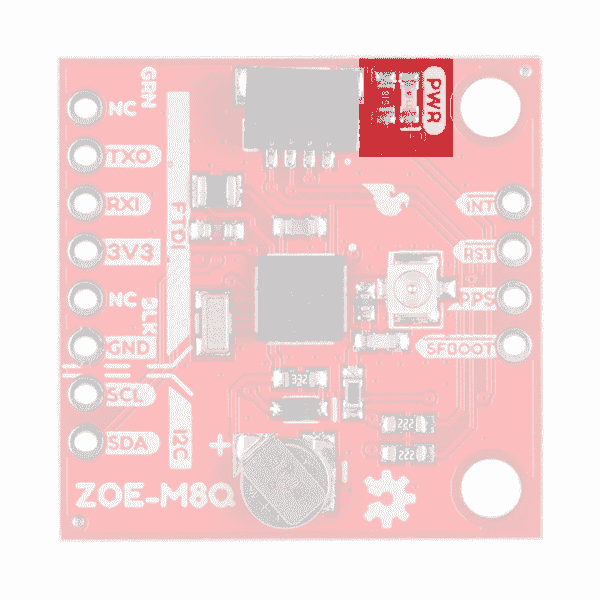 GRN
PWR
NC
TXO
RXI
FTDI
INT
3V3
RST
NC
BLK
PPS
GND
SFBOOT
332
SCL
I2C
222
SDA
+
222
ZOE-M8Q